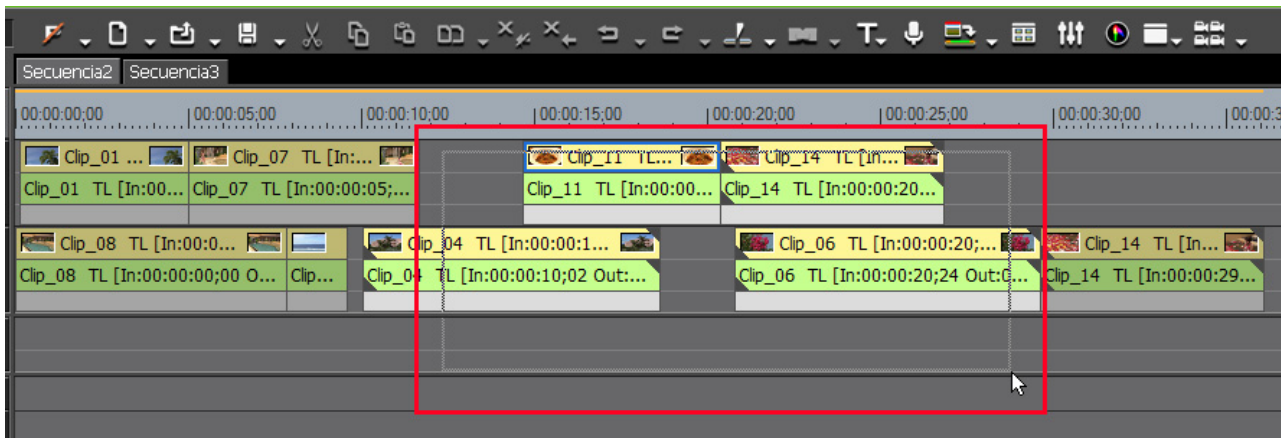 Secuencia2 Secuencia3
00:00:00;00 00:00:05;00 00:00:10;00 00:00:15;00 00:00:20;00 00:00:25;00 00:00:30;00 00:00:3
Clip_01 ... Clip_07 TL [In:... Clip_11 TL... Clip_14 TL [In...
Clip_01 TL [In:00... Clip_07 TL [In:00:00:05;... Clip_11 TL [In:00:00... Clip_14 TL [In:00:00:20...
Clip_08 TL [In:00:0... Clip_04 TL [In:00:00:1... Clip_06 TL [In:00:00:20;... Clip_14 TL [In...
Clip_08 TL [In:00:00:00;00 O... Clip... Clip_04 TL [In:00:00:10;02 Out:... Clip_06 TL [In:00:00:20;24 Out:0... Clip_14 TL [In:00:00:29...